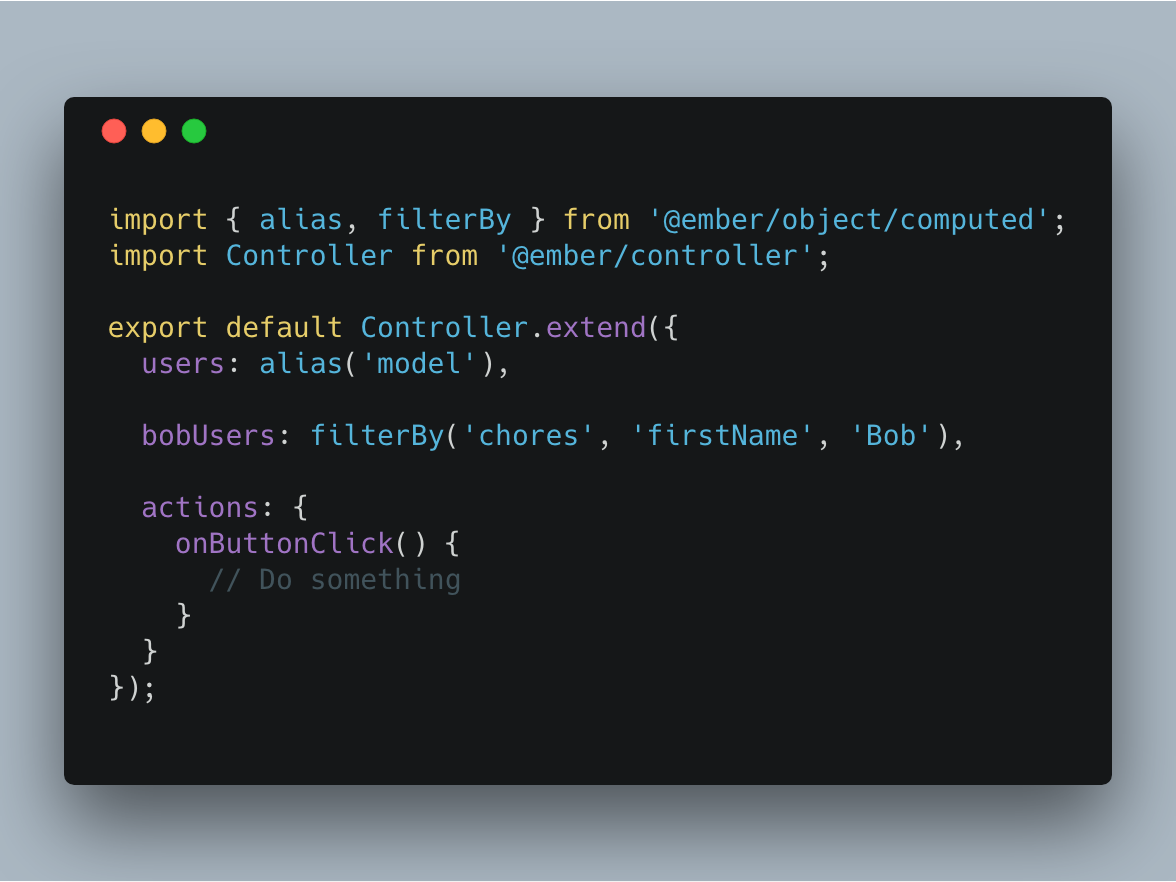 import { alias, filterBy } from '@ember/object/computed';
import Controller from '@ember/controller';

export default Controller.extend({
  users: alias('model'),

  bobUsers: filterBy('chores', 'firstName', 'Bob'),

  actions: {
    onButtonClick() {
      // Do something
    }
  }
});